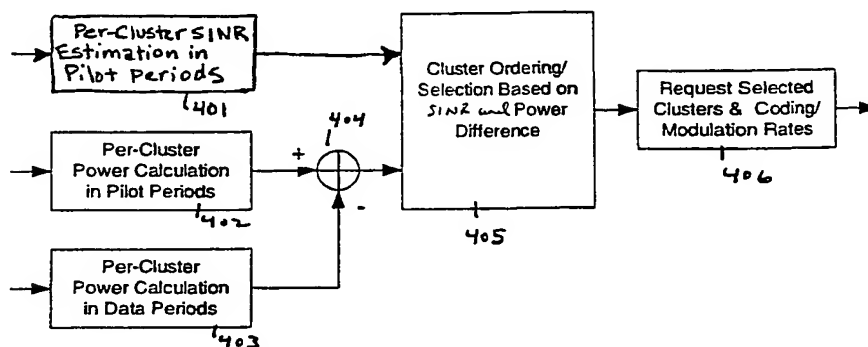 Per-Cluster SINR
Estimation in
Pilot Periods
401
Per-Cluster
Power Calculation
in Pilot Periods
402
Per-Cluster
Power Calculation
in Data Periods
403
404
+
-
Cluster Ordering/
Selection Based on
SINR and Power
Difference
405
Request Selected
Clusters & Coding/
Modulation Rates
406